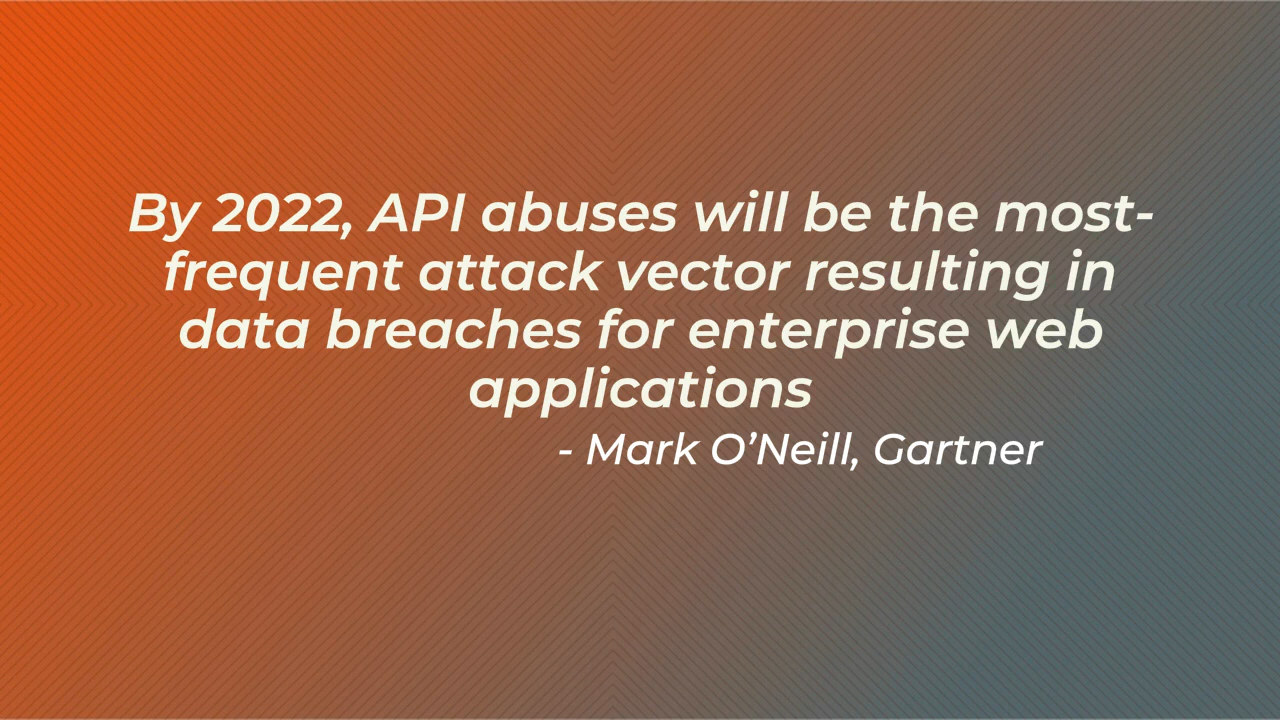 By 2022, API abuses will be the most-
frequent attack vector resulting in
data breaches for enterprise web
applications
- Mark O’Neill, Gartner